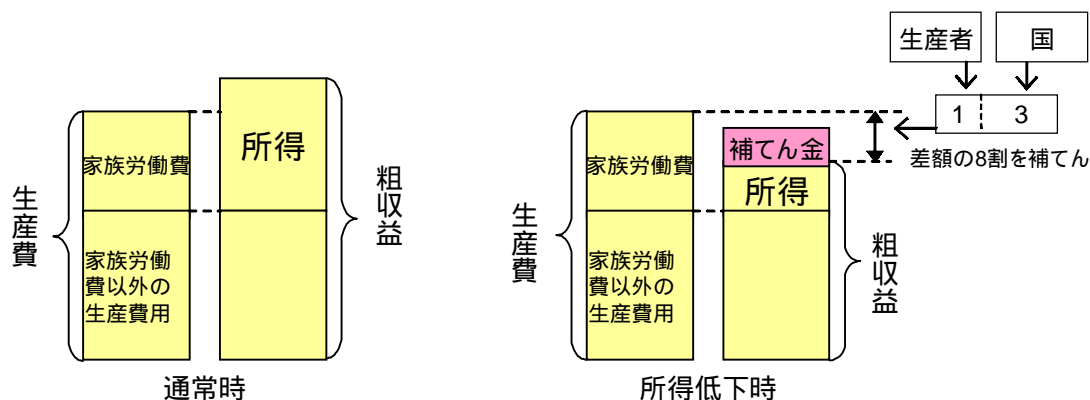 生産者
国
1
3
差額の8割を補てん
家族労働費
所得
家族労働
費以外の
生産費用
生産費
粗収益
通常時
家族労働費
補てん金
所得
家族労働
費以外の
生産費用
生産費
粗収益
所得低下時